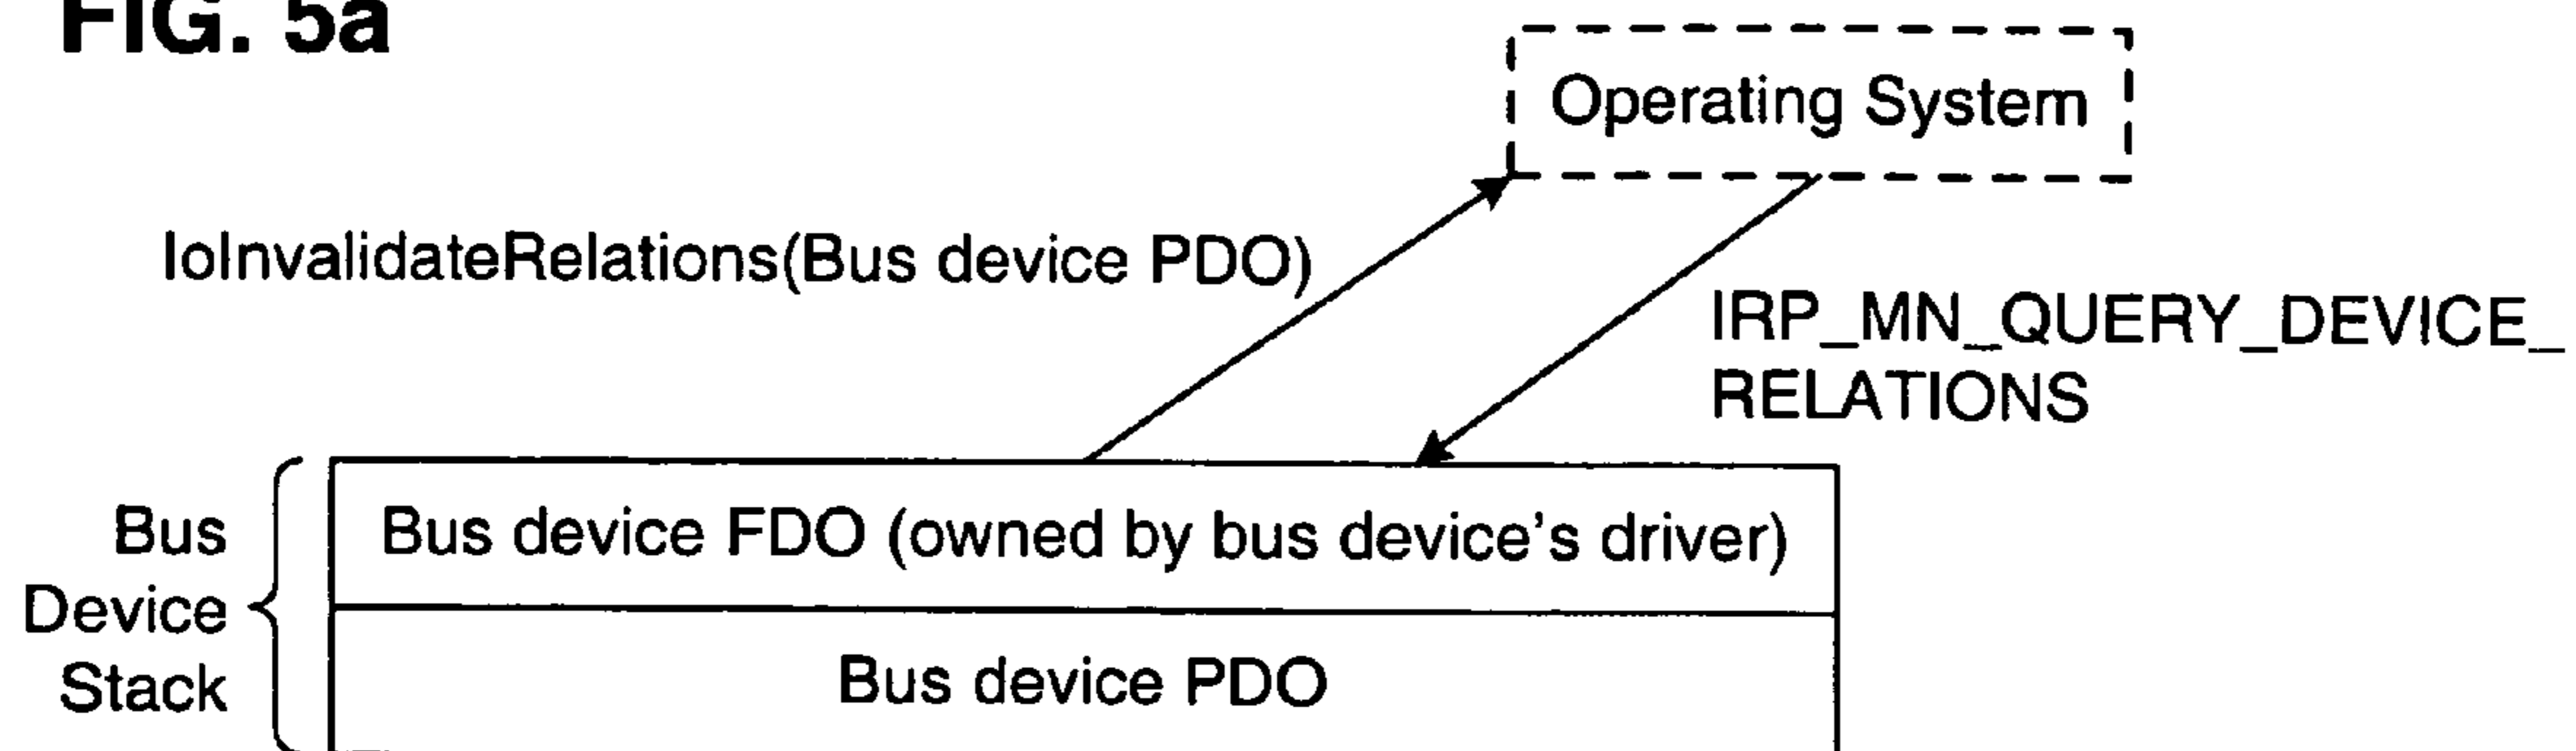 FIG. 5a
Operating System
IoInvalidateRelations(Bus device PDO)
IRP_MN_QUERY_DEVICE_
RELATIONS
Bus
Device
Stack
Bus device FDO (owned by bus device's driver)
Bus device PDO